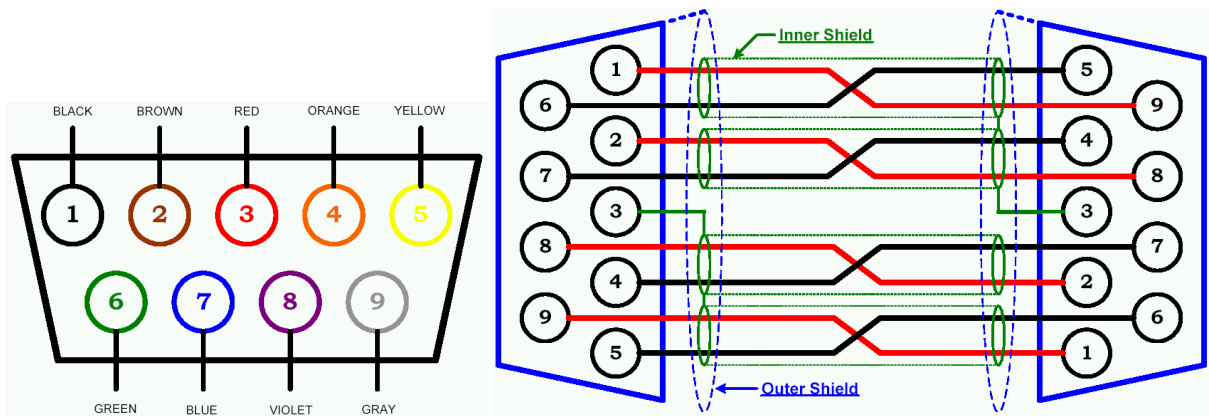 BLACK BROWN RED ORANGE YELLOW
1 2 3 4 5
6 7 8 9
GREEN BLUE VIOLET GRAY
Inner Shield
1 5
6 9
2 4
7 8
3 3
8 7
4 2
9 6
5 1
Outer Shield